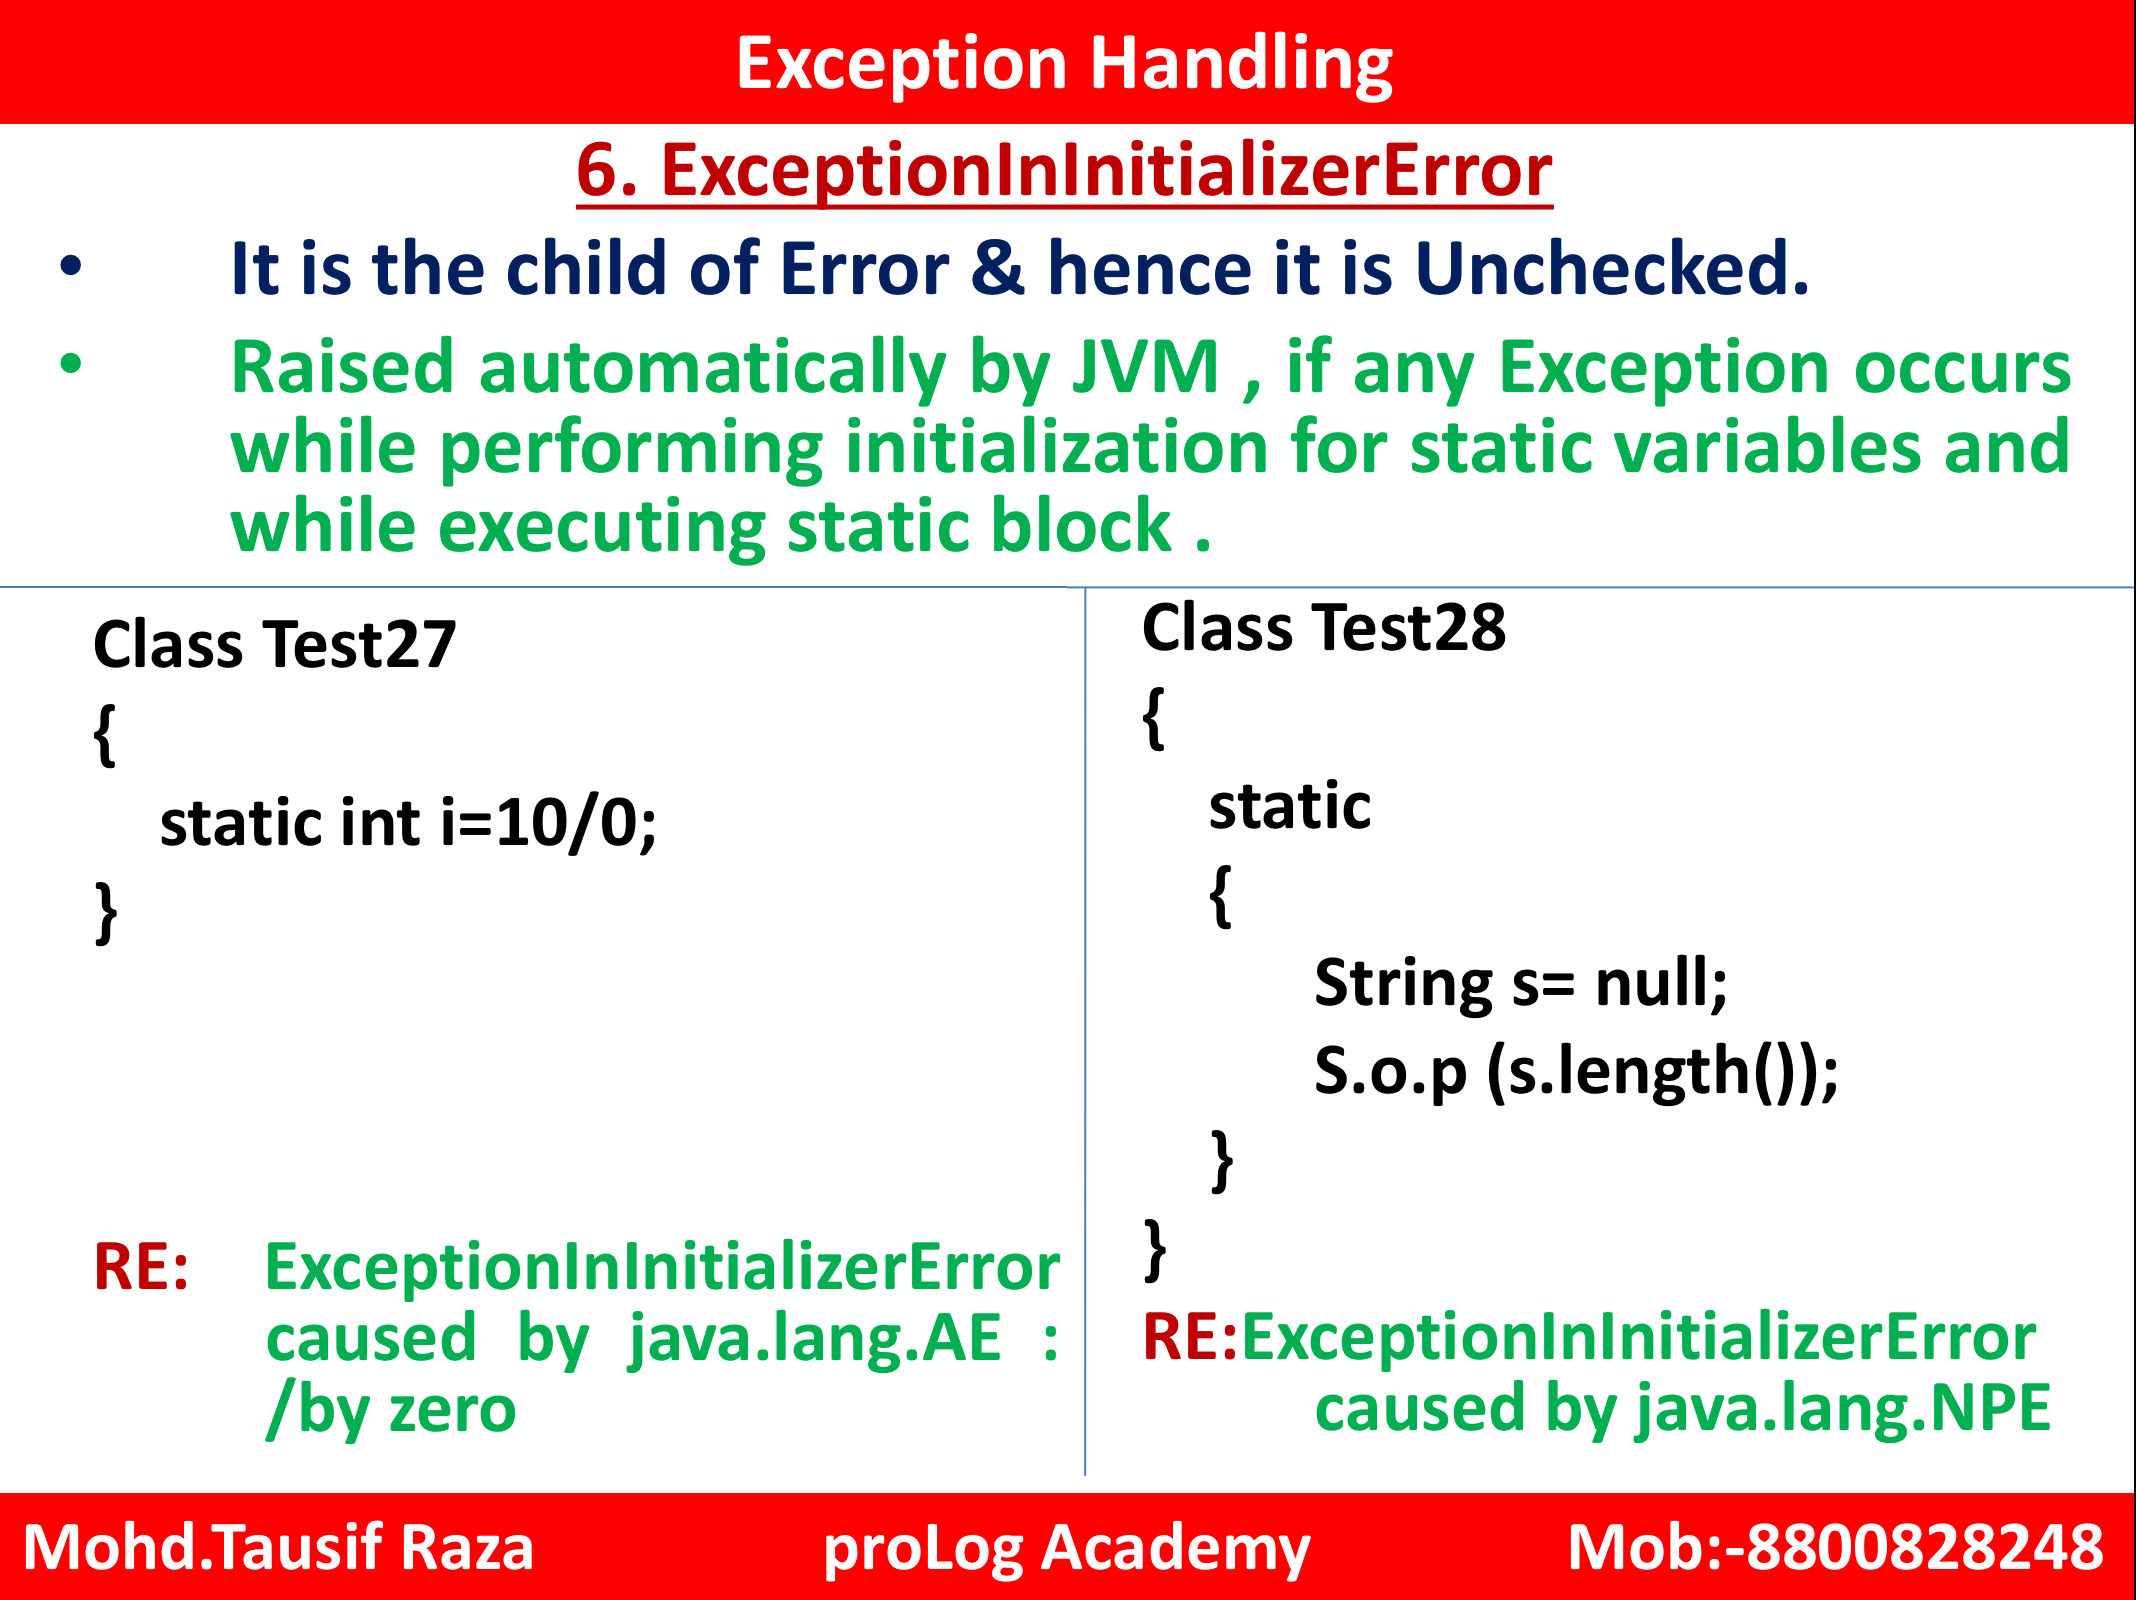 Exception Handling
6. ExceptionInInitializerError
• It is the child of Error & hence it is Unchecked.
• Raised automatically by JVM , if any Exception occurs
while performing initialization for static variables and
while executing static block .
Class Test27
{
static int i=10/0;
}
RE: ExceptionInInitializerError
caused by java.lang.AE :
/by zero
Class Test28
{
static
{
String s= null;
S.o.p (s.length());
}
}
RE:ExceptionInInitializerError
caused by java.lang.NPE
Mohd.Tausif Raza proLog Academy Mob:-8800828248